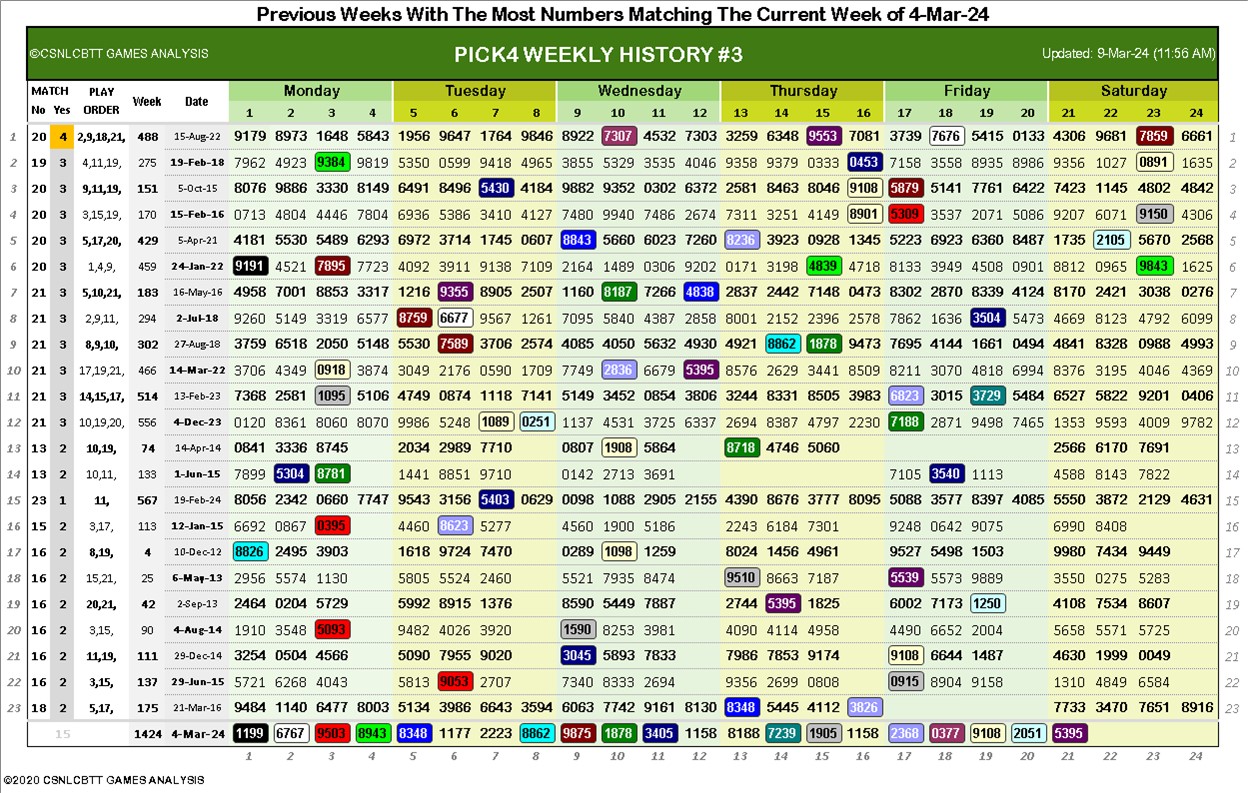 Previous Weeks With The Most Numbers Matching The Current Week of 4-Mar-24
©CSNLCBTT GAMES ANALYSIS PICK4 WEEKLY HISTORY #3 Updated: 9-Mar-24 (11:56 AM)
MATCH PLAY Week Date Monday Tuesday Wednesday Thursday Friday Saturday
No Yes ORDER 1 2 3 4 5 6 7 8 9 10 11 12 13 14 15 16 17 18 19 20 21 22 23 24
1 20 4 2,9,18,21, 488 15-Aug-22 9179 8973 1648 5843 1956 9647 1764 9846 8922 7307 4532 7303 3259 6348 9553 7081 3739 7676 5415 0133 4306 9681 7859 6661 1
2 19 3 4,11,19, 275 19-Feb-18 7962 4923 9384 9819 5350 0599 9418 4965 3855 5329 3535 4046 9358 0979 0333 0453 7158 3558 8935 8986 9356 1027 0891 1635 2
3 20 3 9,11,19, 151 5-Oct-15 8076 9886 3330 8149 6491 8496 5430 4184 9882 9352 0302 6372 2581 8463 8046 9108 5879 5141 7761 6422 7423 1145 4802 4842 3
4 20 3 3,15,19, 170 15-Feb-16 0713 4804 4446 7804 6936 5386 3410 4127 7480 9940 7486 2674 7311 3251 4149 8901 5309 3537 2071 5086 9207 6071 9150 4306 4
5 20 3 5,17,20, 429 5-Apr-21 4181 5530 5489 6293 6972 3714 1745 0607 8843 5660 6023 7260 8236 3923 0928 1345 5223 6923 6360 8487 1735 2105 5670 2568 5
6 20 3 1,4,9, 459 24-Jan-22 9191 4521 7895 7723 4092 3911 9138 7109 2164 1489 0306 9202 0171 3198 4839 4718 8133 3949 4508 0901 8812 0965 9843 1625 6
7 21 3 5,10,21, 183 16-May-16 4958 7001 8853 3317 1216 9355 8905 2507 1160 8187 7266 4838 2837 2442 7148 0473 3802 2870 8339 4124 8170 2421 3038 0276 7
8 21 3 2,9,11, 294 2-Jul-18 9260 5149 3319 6577 8759 6677 9567 1261 7095 5840 4387 2858 8001 2152 2396 2578 7862 1636 3504 5473 4669 8123 4792 6099 8
9 21 3 8,9,10, 302 27-Aug-18 3759 6518 2050 5148 5530 7589 3706 2574 4085 4050 5632 4930 4921 8862 1878 9473 7695 4144 1661 0494 4841 8328 0988 4993 9
10 21 3 17,19,21, 466 14-Mar-22 3706 4349 0918 3874 3049 2176 0590 1709 7749 2836 6679 5395 8576 2629 3441 8509 8211 3070 4818 6994 8376 3195 4046 4369 10
11 21 3 14,15,17, 514 13-Feb-23 7368 2581 1095 5106 4749 0874 1118 7141 5149 3452 0854 3806 3244 8331 8505 3983 6823 3015 3729 5484 6527 5822 9201 0406 11
12 21 3 10,19,20, 556 4-Dec-23 0120 8361 8060 8070 9986 5248 1089 0251 1137 4531 3725 6337 2694 8387 4797 2230 7188 2871 9498 7465 1353 9593 4009 9782 12
13 13 2 10,19, 74 14-Apr-14 0841 3336 8745 2034 2989 7710 0807 1908 5864 8718 4746 5060 2566 6170 7691 13
14 13 2 10,11, 133 1-Jun-15 7899 5304 8781 1441 8851 9710 0142 2713 3691 7105 3540 1113 4588 8143 7822 14
15 23 1 11, 567 19-Feb-24 8056 2342 0660 7747 9543 3156 5403 0629 0098 1088 2905 2155 4390 8676 3777 8095 5088 3577 8397 4085 5550 3872 2129 4631 15
16 15 2 3,17, 113 12-Jan-15 6692 0867 0395 4460 8623 5277 4560 1900 5186 2243 6184 7301 9248 0642 9075 6990 8408 16
17 16 2 8,19, 4 10-Dec-12 8826 2495 3903 1618 9724 7470 0289 1098 1259 8024 1456 4961 9527 5498 1503 9980 7434 9449 17
18 16 2 15,21, 25 6-May-13 2956 5574 1130 5805 5524 2460 5521 7935 8474 9510 8663 7187 5539 5573 9889 3550 0275 5283 18
19 16 2 20,21, 42 2-Sep-13 2464 0204 5729 5992 8915 1376 8590 5449 7887 2744 5395 1825 6002 7173 1250 4108 7534 8607 19
20 16 2 3,15, 90 4-Aug-14 1910 3548 5093 9482 4026 3920 1590 8253 3981 4090 4114 4958 4490 6652 2004 5658 5571 5725 20
21 16 2 11,19, 111 29-Dec-14 3254 0504 4566 5090 7955 9020 3045 5893 7833 7986 7853 9174 9108 6644 1487 4630 1999 0049 21
22 16 2 3,15, 137 29-Jun-15 5721 6268 4043 5813 9053 2707 7340 8333 2694 9356 2699 0808 0915 8904 9158 1310 4849 6584 22
23 18 2 5,17, 175 21-Mar-16 9484 1140 6477 8003 5134 3986 6643 3594 6063 7742 9161 8130 8348 5445 4112 3826 7733 3470 7651 8916 23
15 1424 4-Mar-24 1199 6767 9503 8943 8348 1177 2223 8862 9875 1878 3405 1158 8188 7239 1905 1158 2368 0377 9108 2051 5395
1 2 3 4 5 6 7 8 9 10 11 12 13 14 15 16 17 18 19 20 21 22 23 24
©2020 CSNLCBTT GAMES ANALYSIS